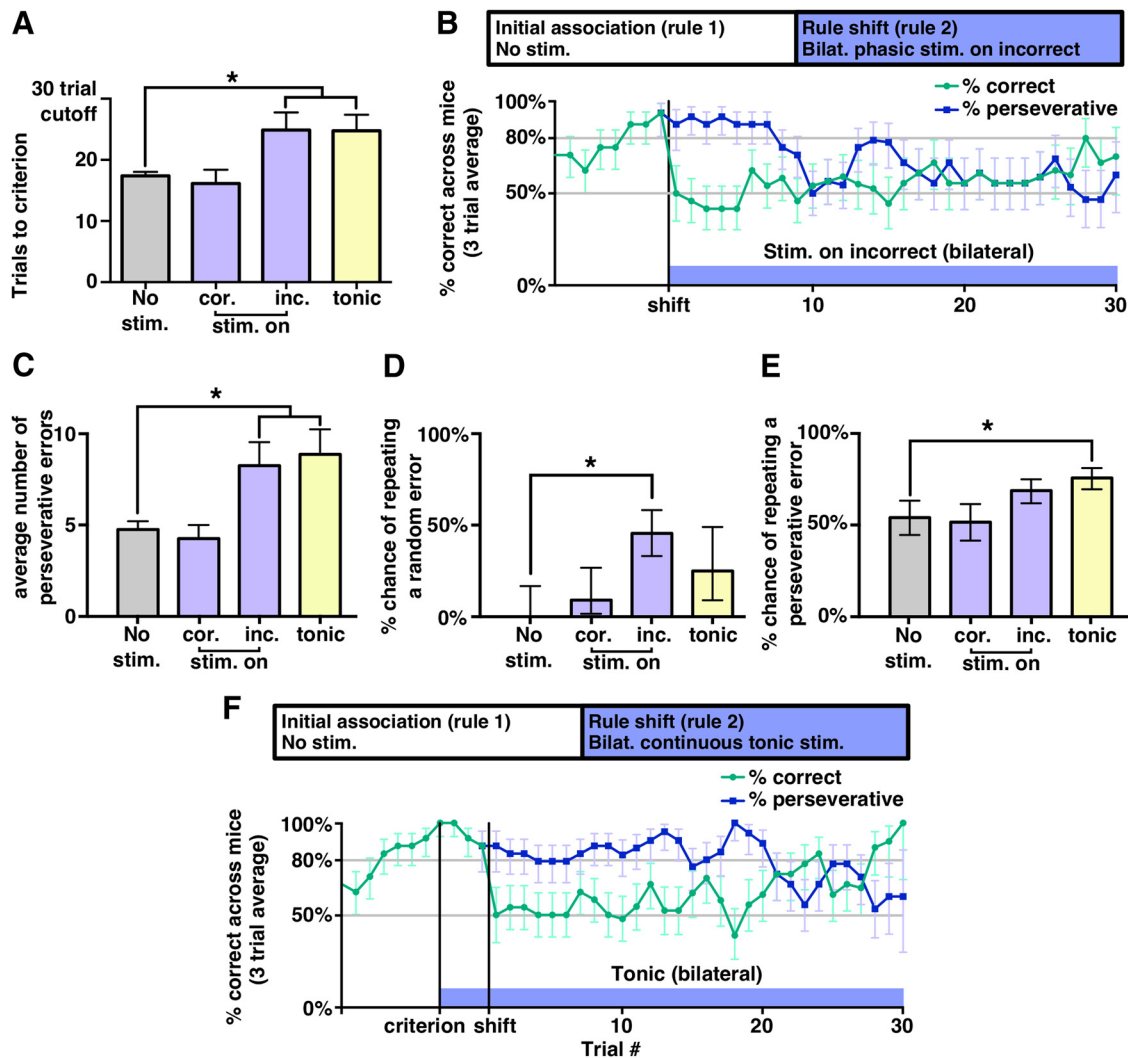 A
30 trial
cutoff
20
10
0
Trials to criterion
*
No
stim.
cor.
inc.
tonic
stim. on
B
Initial association (rule 1)
No stim.
Rule shift (rule 2)
Bilat. phasic stim. on incorrect
% correct
% perseverative
100%
80%
50%
0%
% correct across mice
(3 trial average)
Stim. on incorrect (bilateral)
shift
10
20
30
C
average number of
perseverative errors
10
5
0
*
No
stim.
cor.
inc.
tonic
stim. on
D
% chance of repeating
a random error
100%
50%
0%
*
No
stim.
cor.
inc.
tonic
stim. on
E
% chance of repeating a
perseverative error
100%
50%
0%
*
No
stim.
cor.
inc.
tonic
stim. on
F
Initial association (rule 1)
No stim.
Rule shift (rule 2)
Bilat. continuous tonic stim.
% correct
% perseverative
100%
80%
50%
0%
% correct across mice
(3 trial average)
Tonic (bilateral)
criterion
shift
10
20
30
Trial #